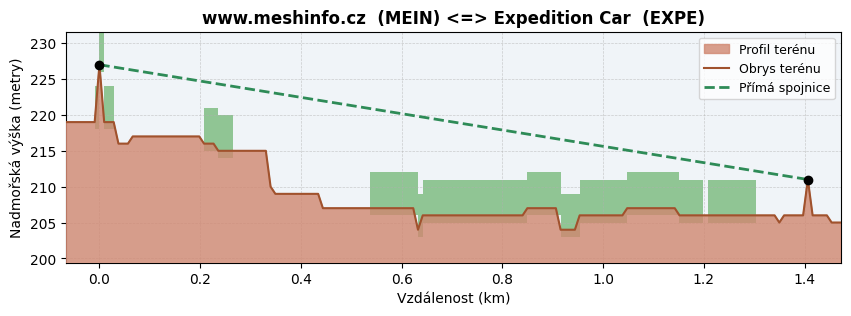 www.meshinfo.cz (MEIN) <=> Expedition Car (EXPE)
Nadmořská výška (metry)
230
225
220
215
210
205
200
Profil terénu
Obrys terénu
Přímá spojnice
0.0 0.2 0.4 0.6 0.8 1.0 1.2 1.4
Vzdálenost (km)